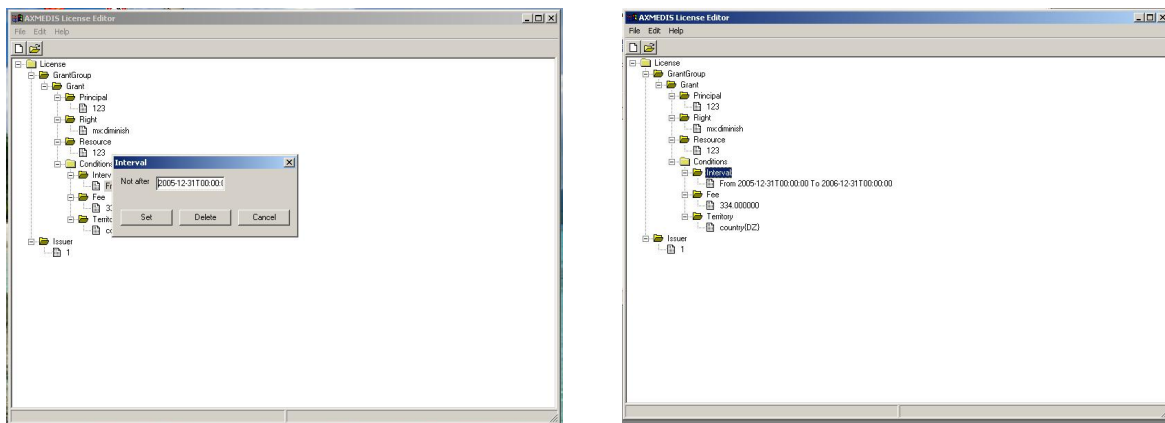 AXMEDIS License Editor
File Edit Help
License
GrantGroup
Grant
Principal
123
Right
mx:diminish
Resource
123
Conditions
Interval
Not after 2005-12-31T00:00:
Fee
Set Delete Cancel
Issuer
1
AXMEDIS License Editor
File Edit Help
License
GrantGroup
Grant
Principal
123
Right
mx:diminish
Resource
123
Conditions
Interval
From 2005-12-31T00:00:00 To 2006-12-31T00:00:00
Fee
334.000000
Territory
country(DZ)
Issuer
1